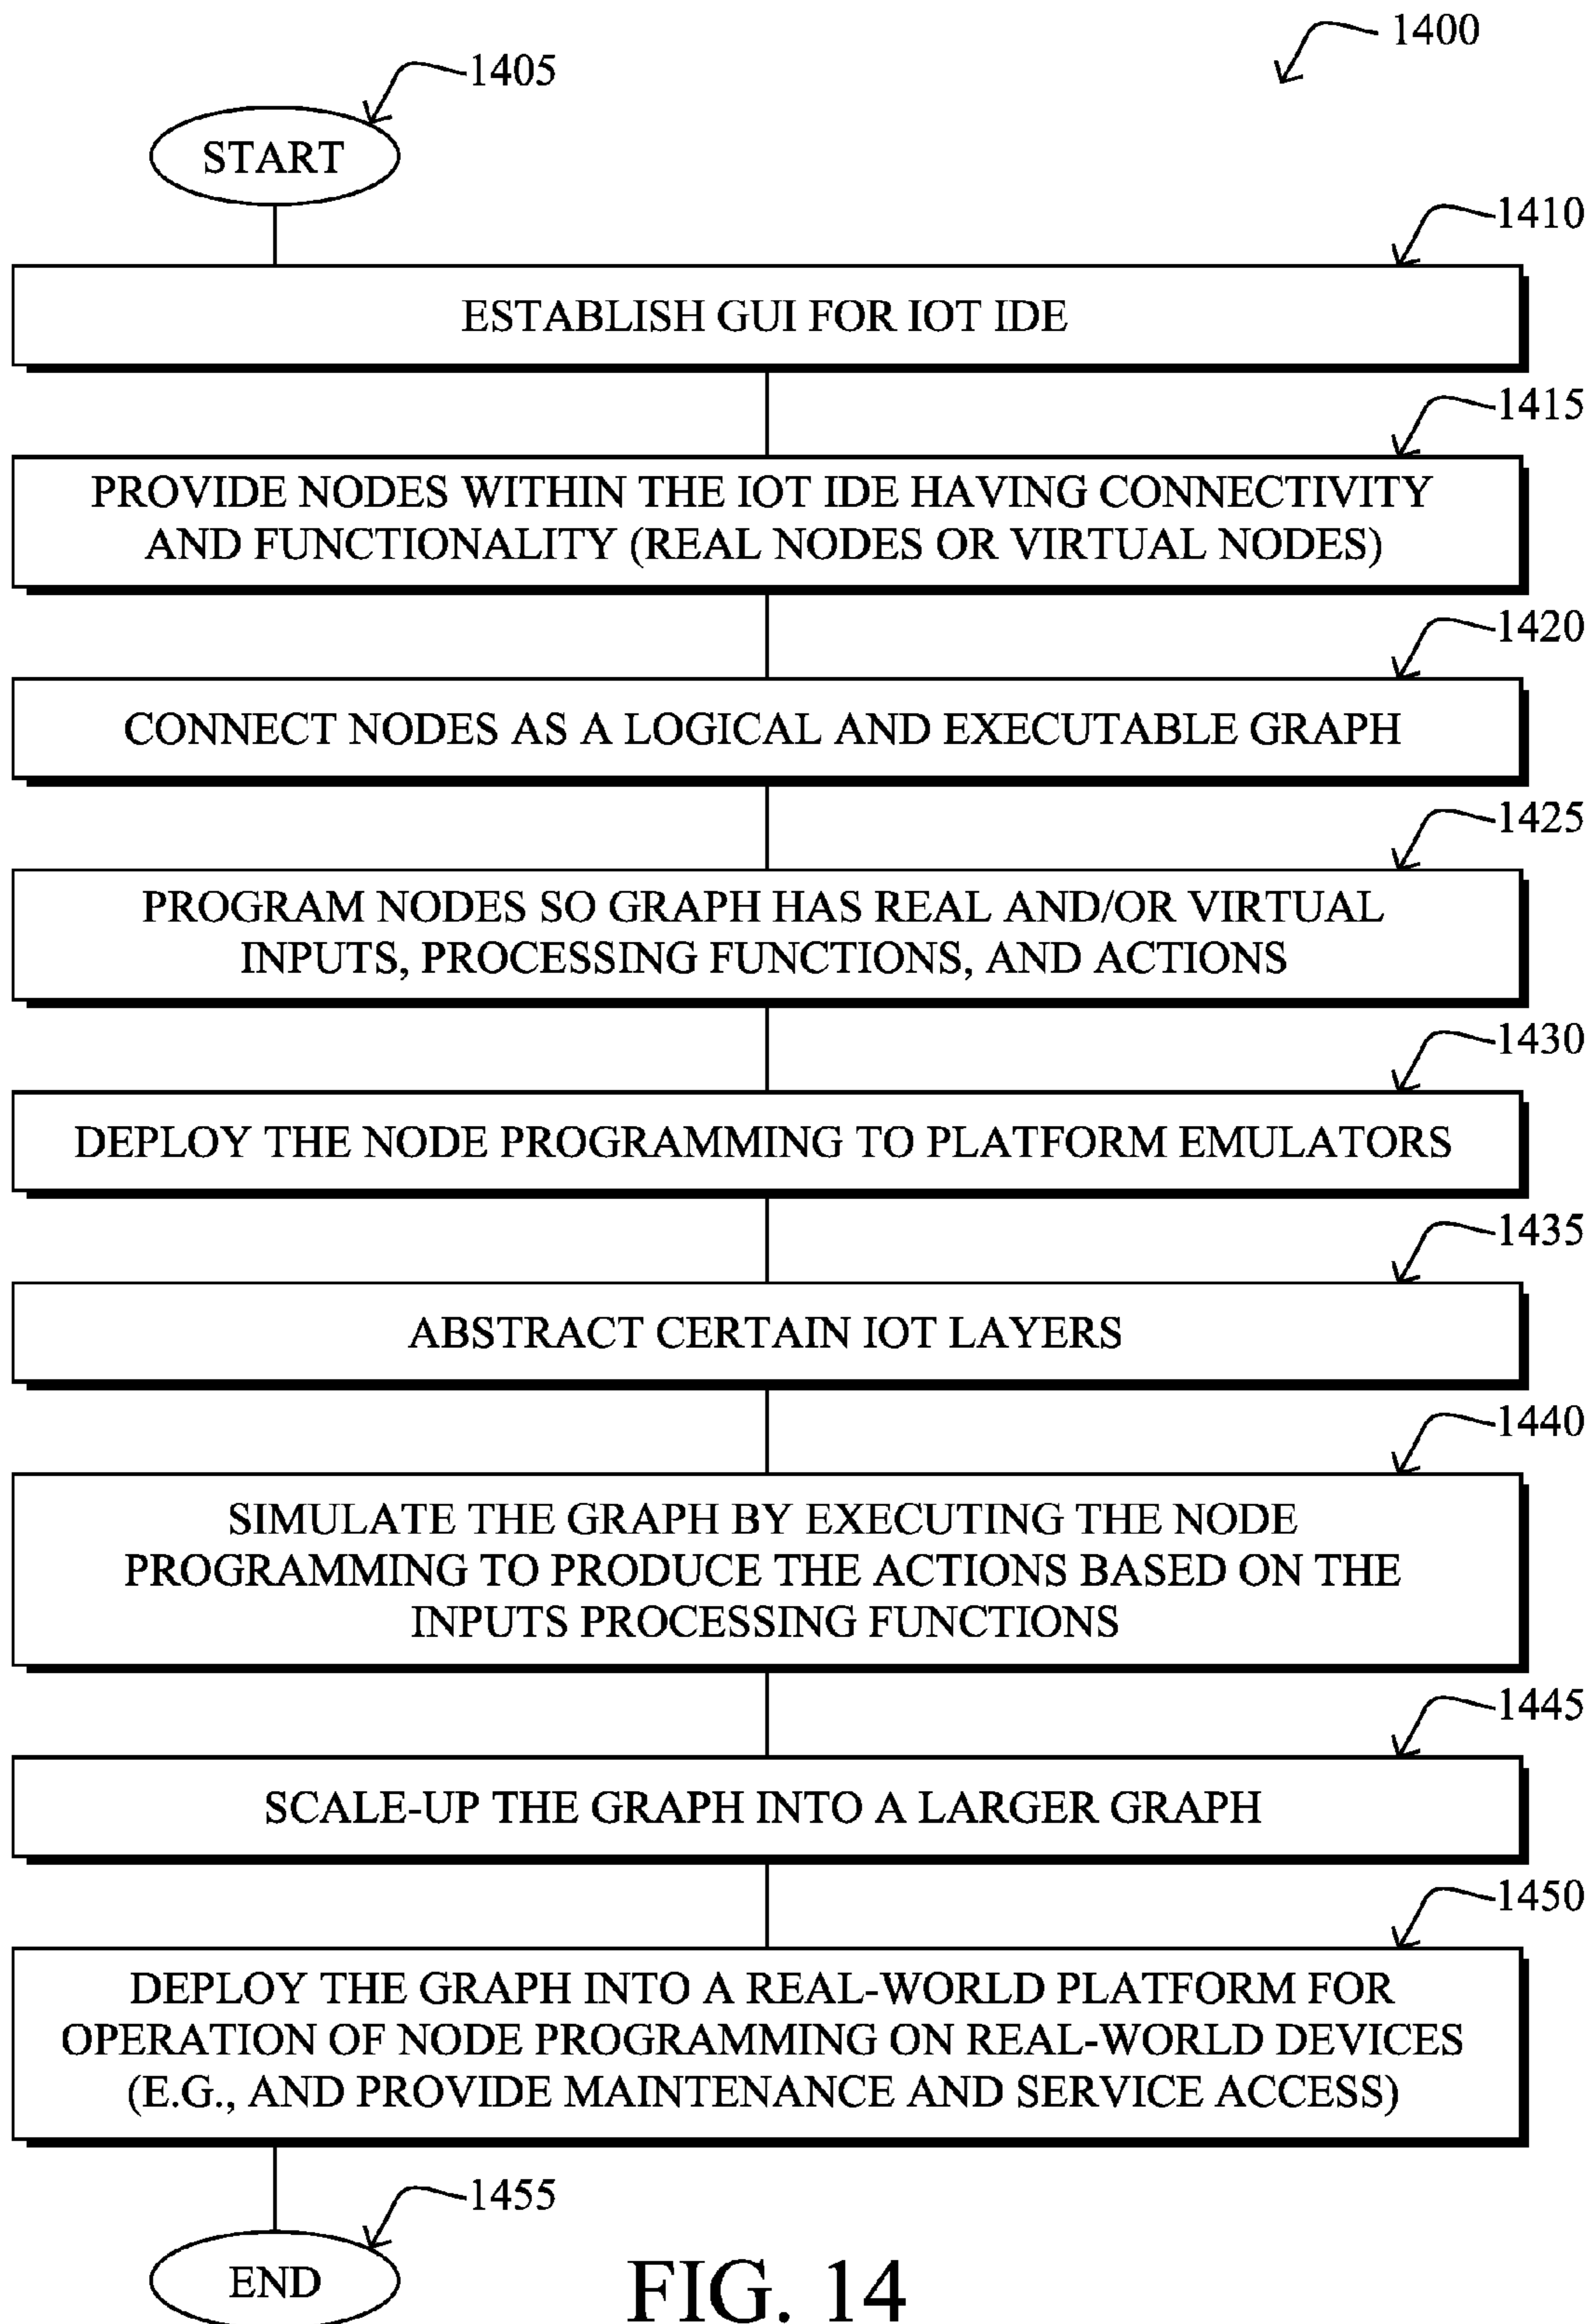 1400
1405
START
1410
ESTABLISH GUI FOR IOT IDE
1415
PROVIDE NODES WITHIN THE IOT IDE HAVING CONNECTIVITY
AND FUNCTIONALITY (REAL NODES OR VIRTUAL NODES)
1420
CONNECT NODES AS A LOGICAL AND EXECUTABLE GRAPH
1425
PROGRAM NODES SO GRAPH HAS REAL AND/OR VIRTUAL
INPUTS, PROCESSING FUNCTIONS, AND ACTIONS
1430
DEPLOY THE NODE PROGRAMMING TO PLATFORM EMULATORS
1435
ABSTRACT CERTAIN IOT LAYERS
1440
SIMULATE THE GRAPH BY EXECUTING THE NODE
PROGRAMMING TO PRODUCE THE ACTIONS BASED ON THE
INPUTS PROCESSING FUNCTIONS
1445
SCALE-UP THE GRAPH INTO A LARGER GRAPH
1450
DEPLOY THE GRAPH INTO A REAL-WORLD PLATFORM FOR
OPERATION OF NODE PROGRAMMING ON REAL-WORLD DEVICES
(E.G., AND PROVIDE MAINTENANCE AND SERVICE ACCESS)
1455
END
FIG. 14